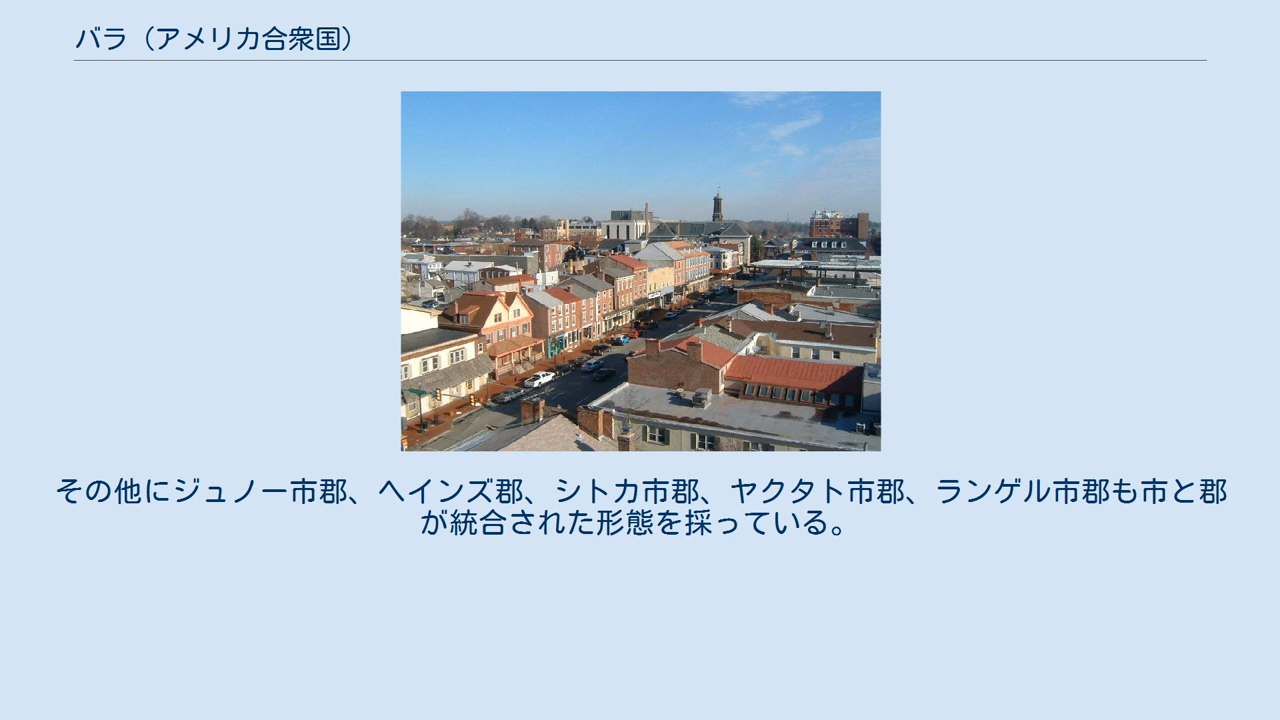 バラ（アメリカ合衆国）
その他にジュノー市郡、ヘインズ郡、シトカ市郡、ヤクタト市郡、ランゲル市郡も市と郡
が統合された形態を採っている。